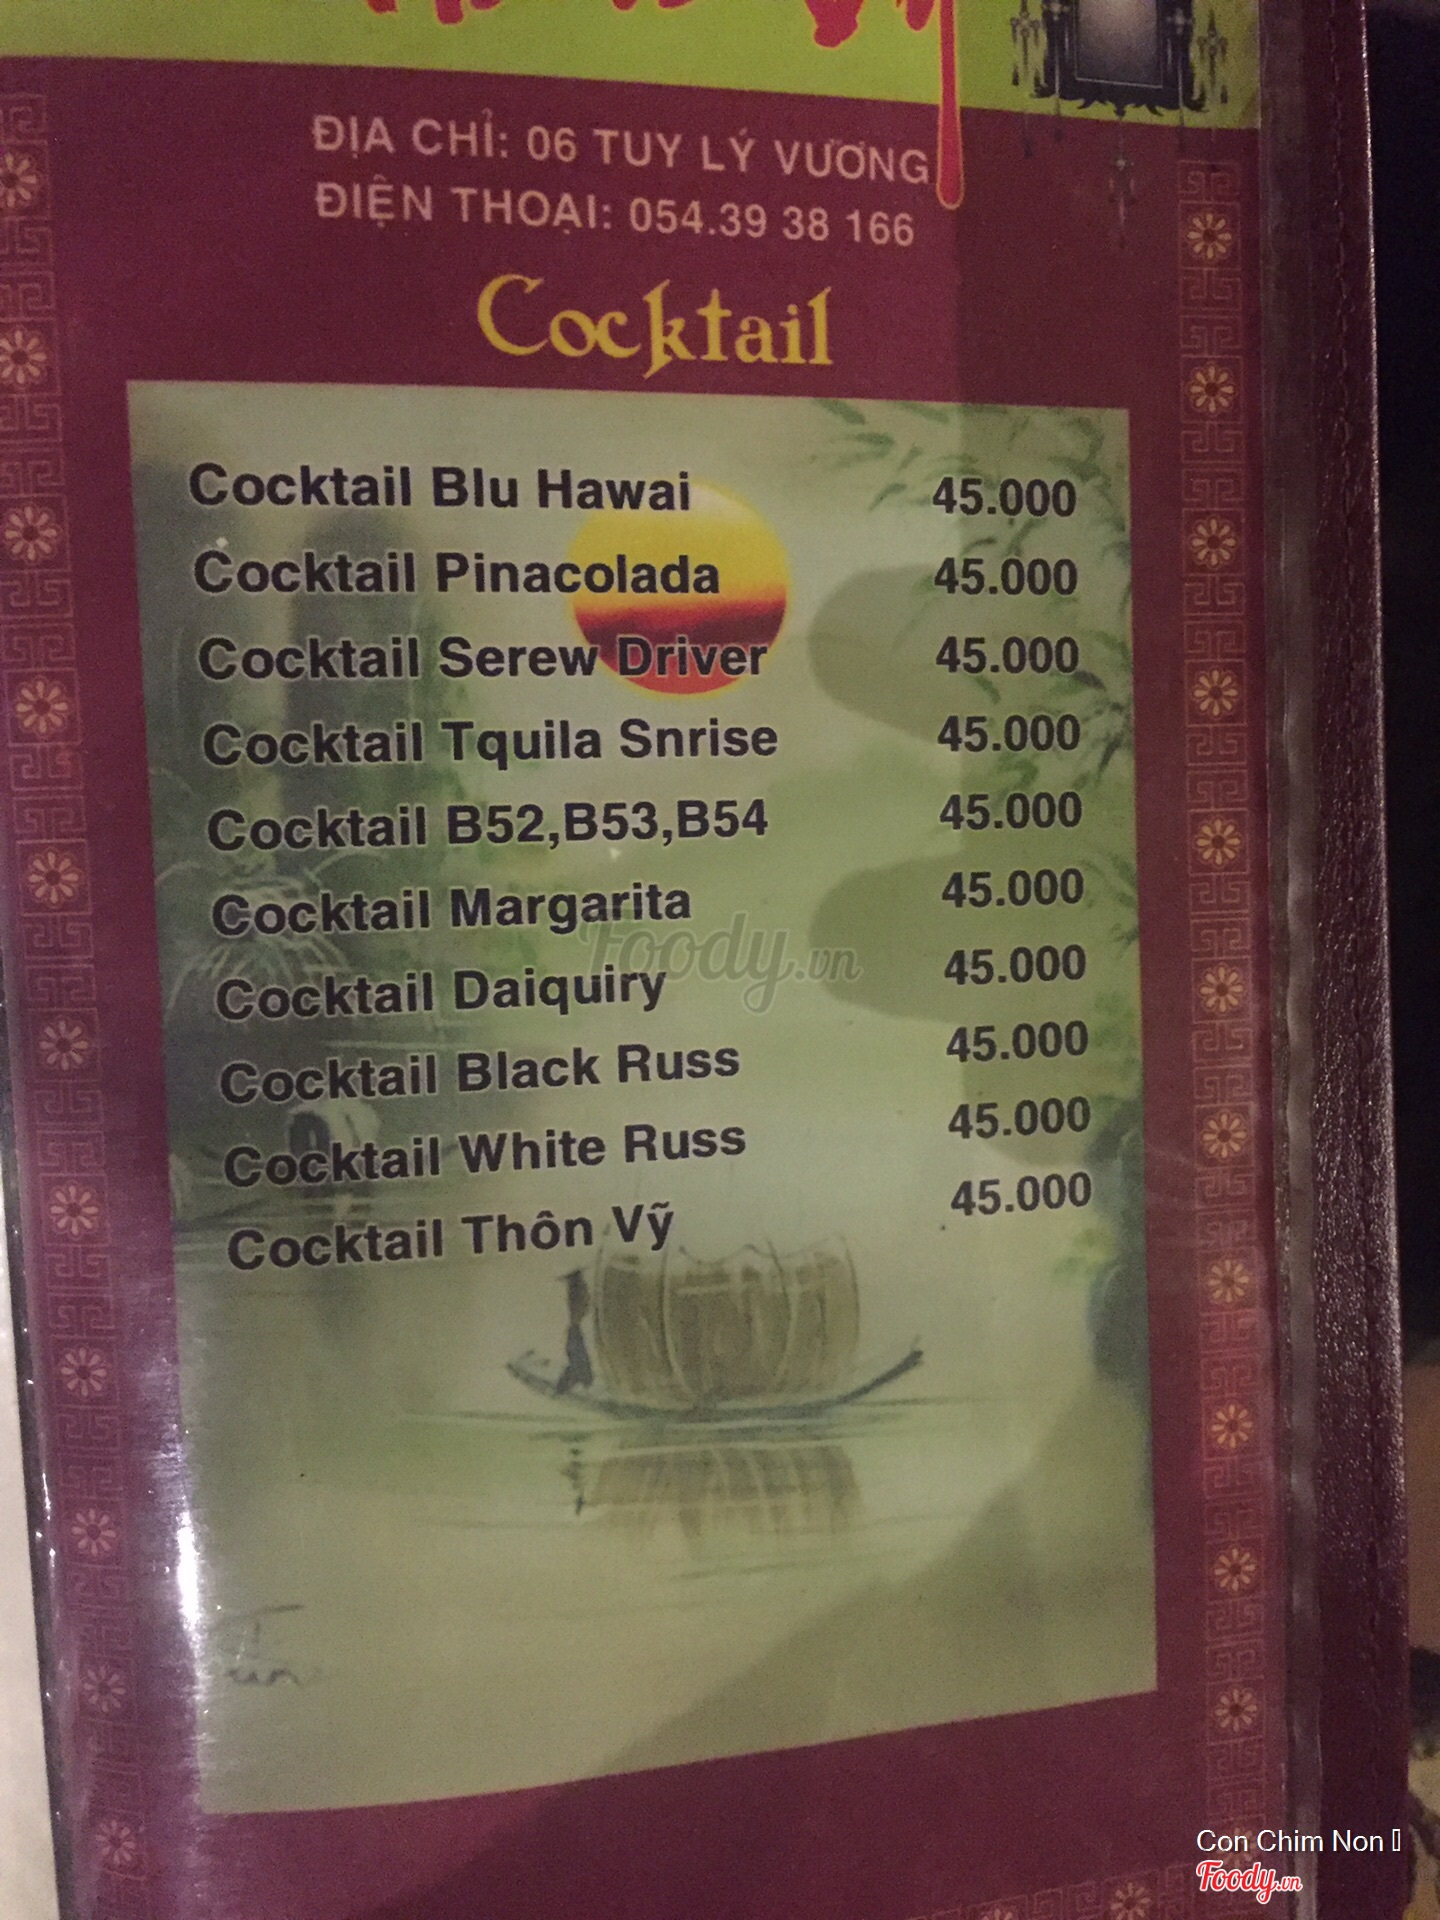 ĐỊA CHỈ: 06 TUY LÝ VƯƠNG
ĐIỆN THOẠI: 054.39 38 166
Cocktail
Cocktail Blu Hawai 45.000
Cocktail Pinacolada 45.000
Cocktail Serew Driver 45.000
Cocktail Tquila Snrise 45.000
Cocktail B52,B53,B54 45.000
Cocktail Margarita 45.000
Cocktail Daiquiry 45.000
Cocktail Black Russ 45.000
Cocktail White Russ 45.000
Cocktail Thôn Vỹ 45.000
Foody.vn
Con Chim Non
Foody.vn